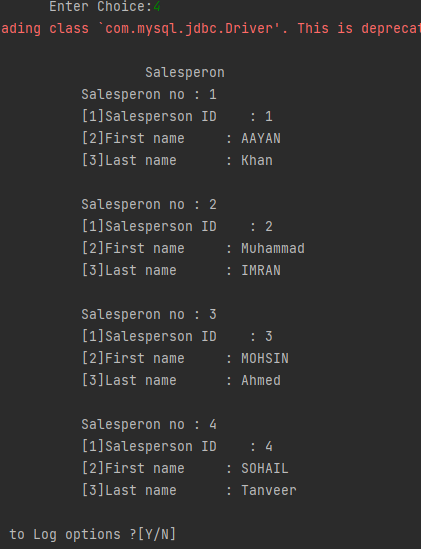 Enter Choice:4
ading class `com.mysql.jdbc.Driver'. This is deprecat
Salesperon
Salesperon no : 1
[1]Salesperson ID : 1
[2]First name : AAYAN
[3]Last name : Khan
Salesperon no : 2
[1]Salesperson ID : 2
[2]First name : Muhammad
[3]Last name : IMRAN
Salesperon no : 3
[1]Salesperson ID : 3
[2]First name : MOHSIN
[3]Last name : Ahmed
Salesperon no : 4
[1]Salesperson ID : 4
[2]First name : SOHAIL
[3]Last name : Tanveer
to Log options ?[Y/N]